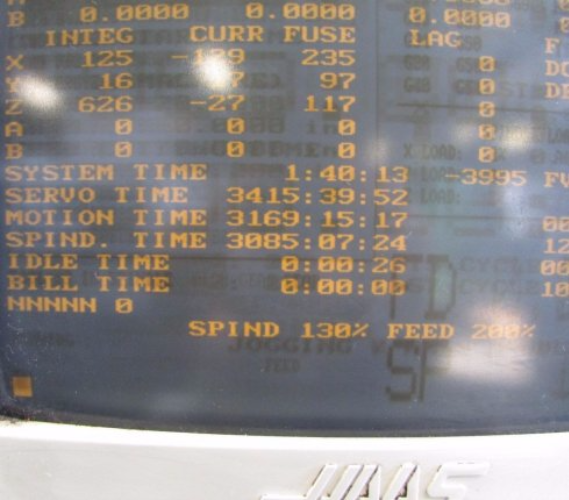 B 0.0000 0.0000 0.0000
INTEG CURR FUSE LAG F
X 125 235 0
Y 16 97 0
Z 626 -27 117 0
A 0 0 0 0
B 0 0 0 0
SYSTEM TIME 1:40:13 -3995
SERVO TIME 3415:39:52
MOTION TIME 3169:15:17
SPIND. TIME 3085:07:24
IDLE TIME 0:00:26
BILL TIME 0:00:00
NNNNN 0
SPIND 130% FEED 200%
JOGGING
HAAS